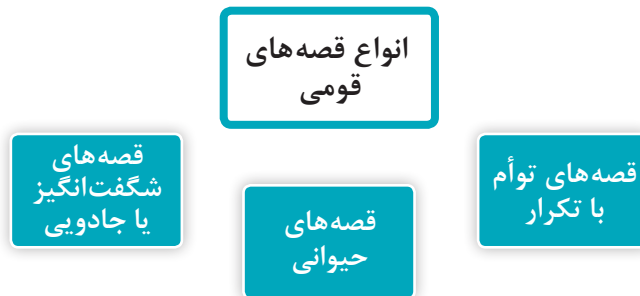 انواع قصه‌های
قومی
قصه‌های توأم
با تکرار
قصه‌های
حیوانی
قصه‌های
شگفت‌انگیز
یا جادویی